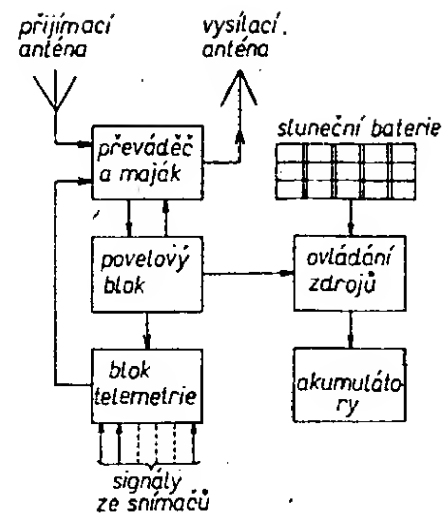 přijímací
anténa
vysílací
anténa
sluneční baterie
převáděč
a maják
povelový
blok
ovládání
zdrojů
blok
telemetrie
akumuláto-
ry
signály
ze snímačů